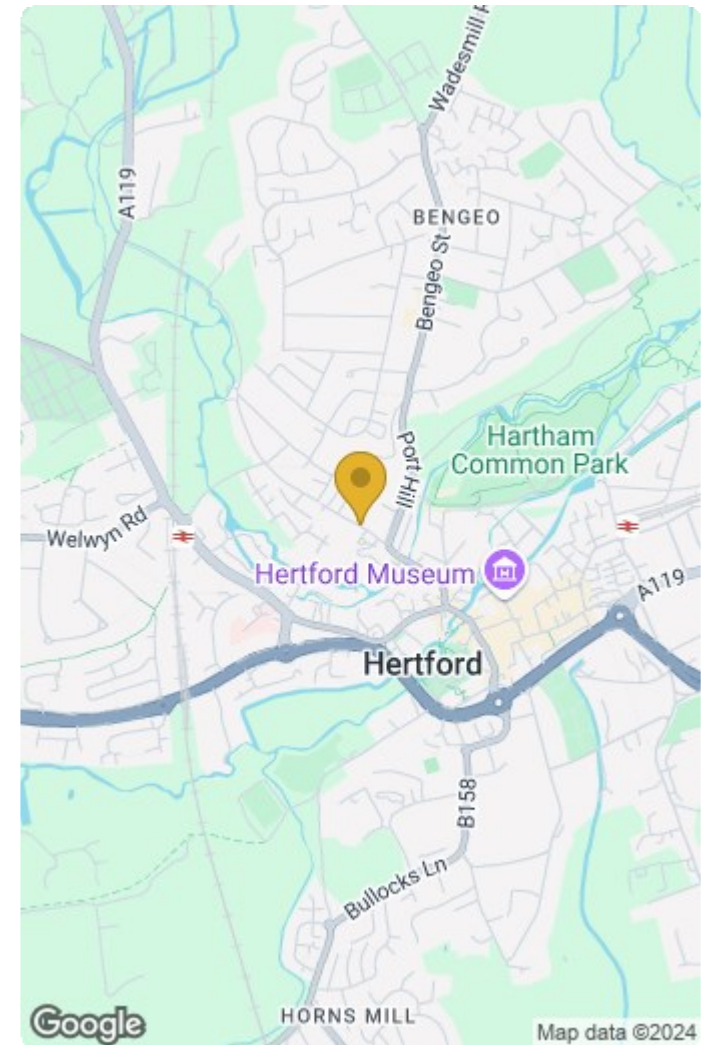 Wadesmill R
A119
BENGEO
Bengeo St
Port Hill
Hartham
Common Park
Welwyn Rd
Hertford Museum
A119
Hertford
B158
Bullocks Ln
HORNS MILL
Google
Map data ©2024